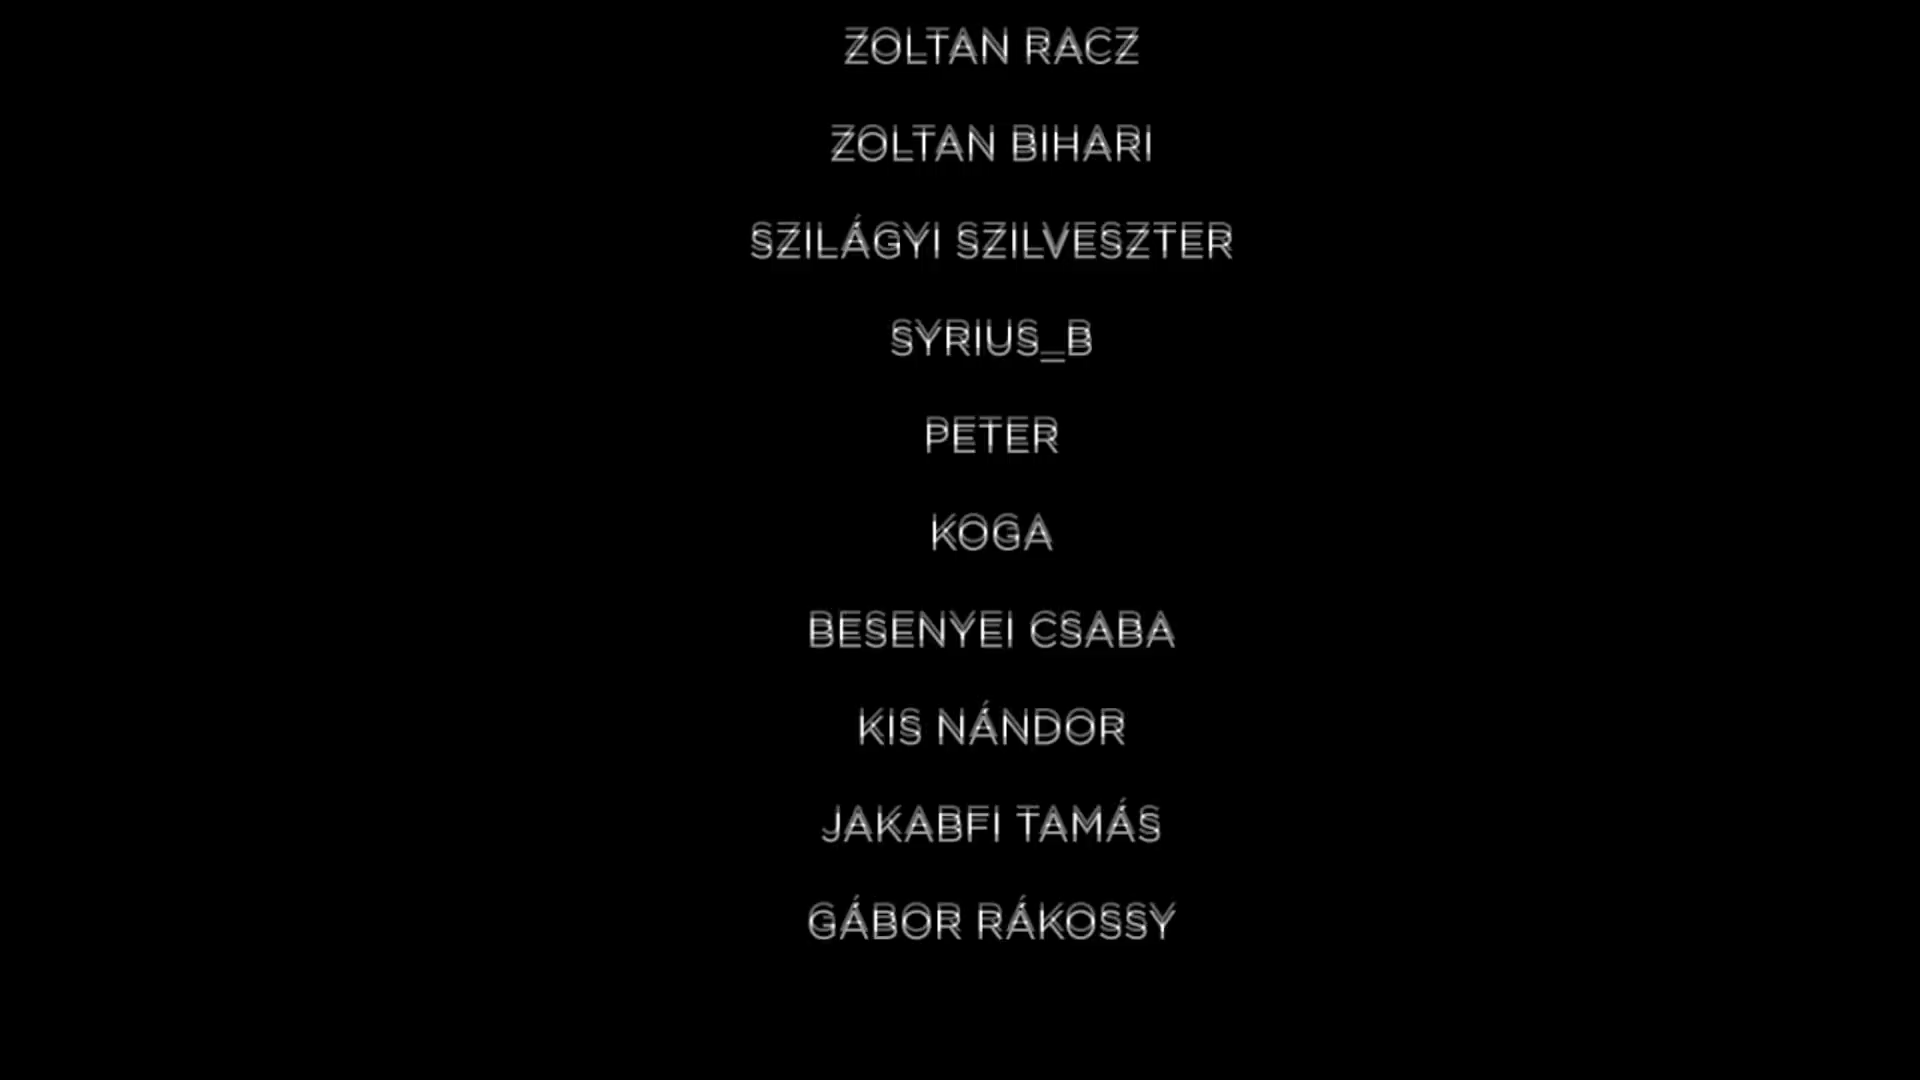 ZOLTAN RACZ
ZOLTAN BIHARI
SZILÁGYI SZILVESZTER
SYRIUS_B
PETER
KOGA
BESENYEI CSABA
KIS NÁNDOR
JAKABFI TAMÁS
GÁBOR RÁKOSSY